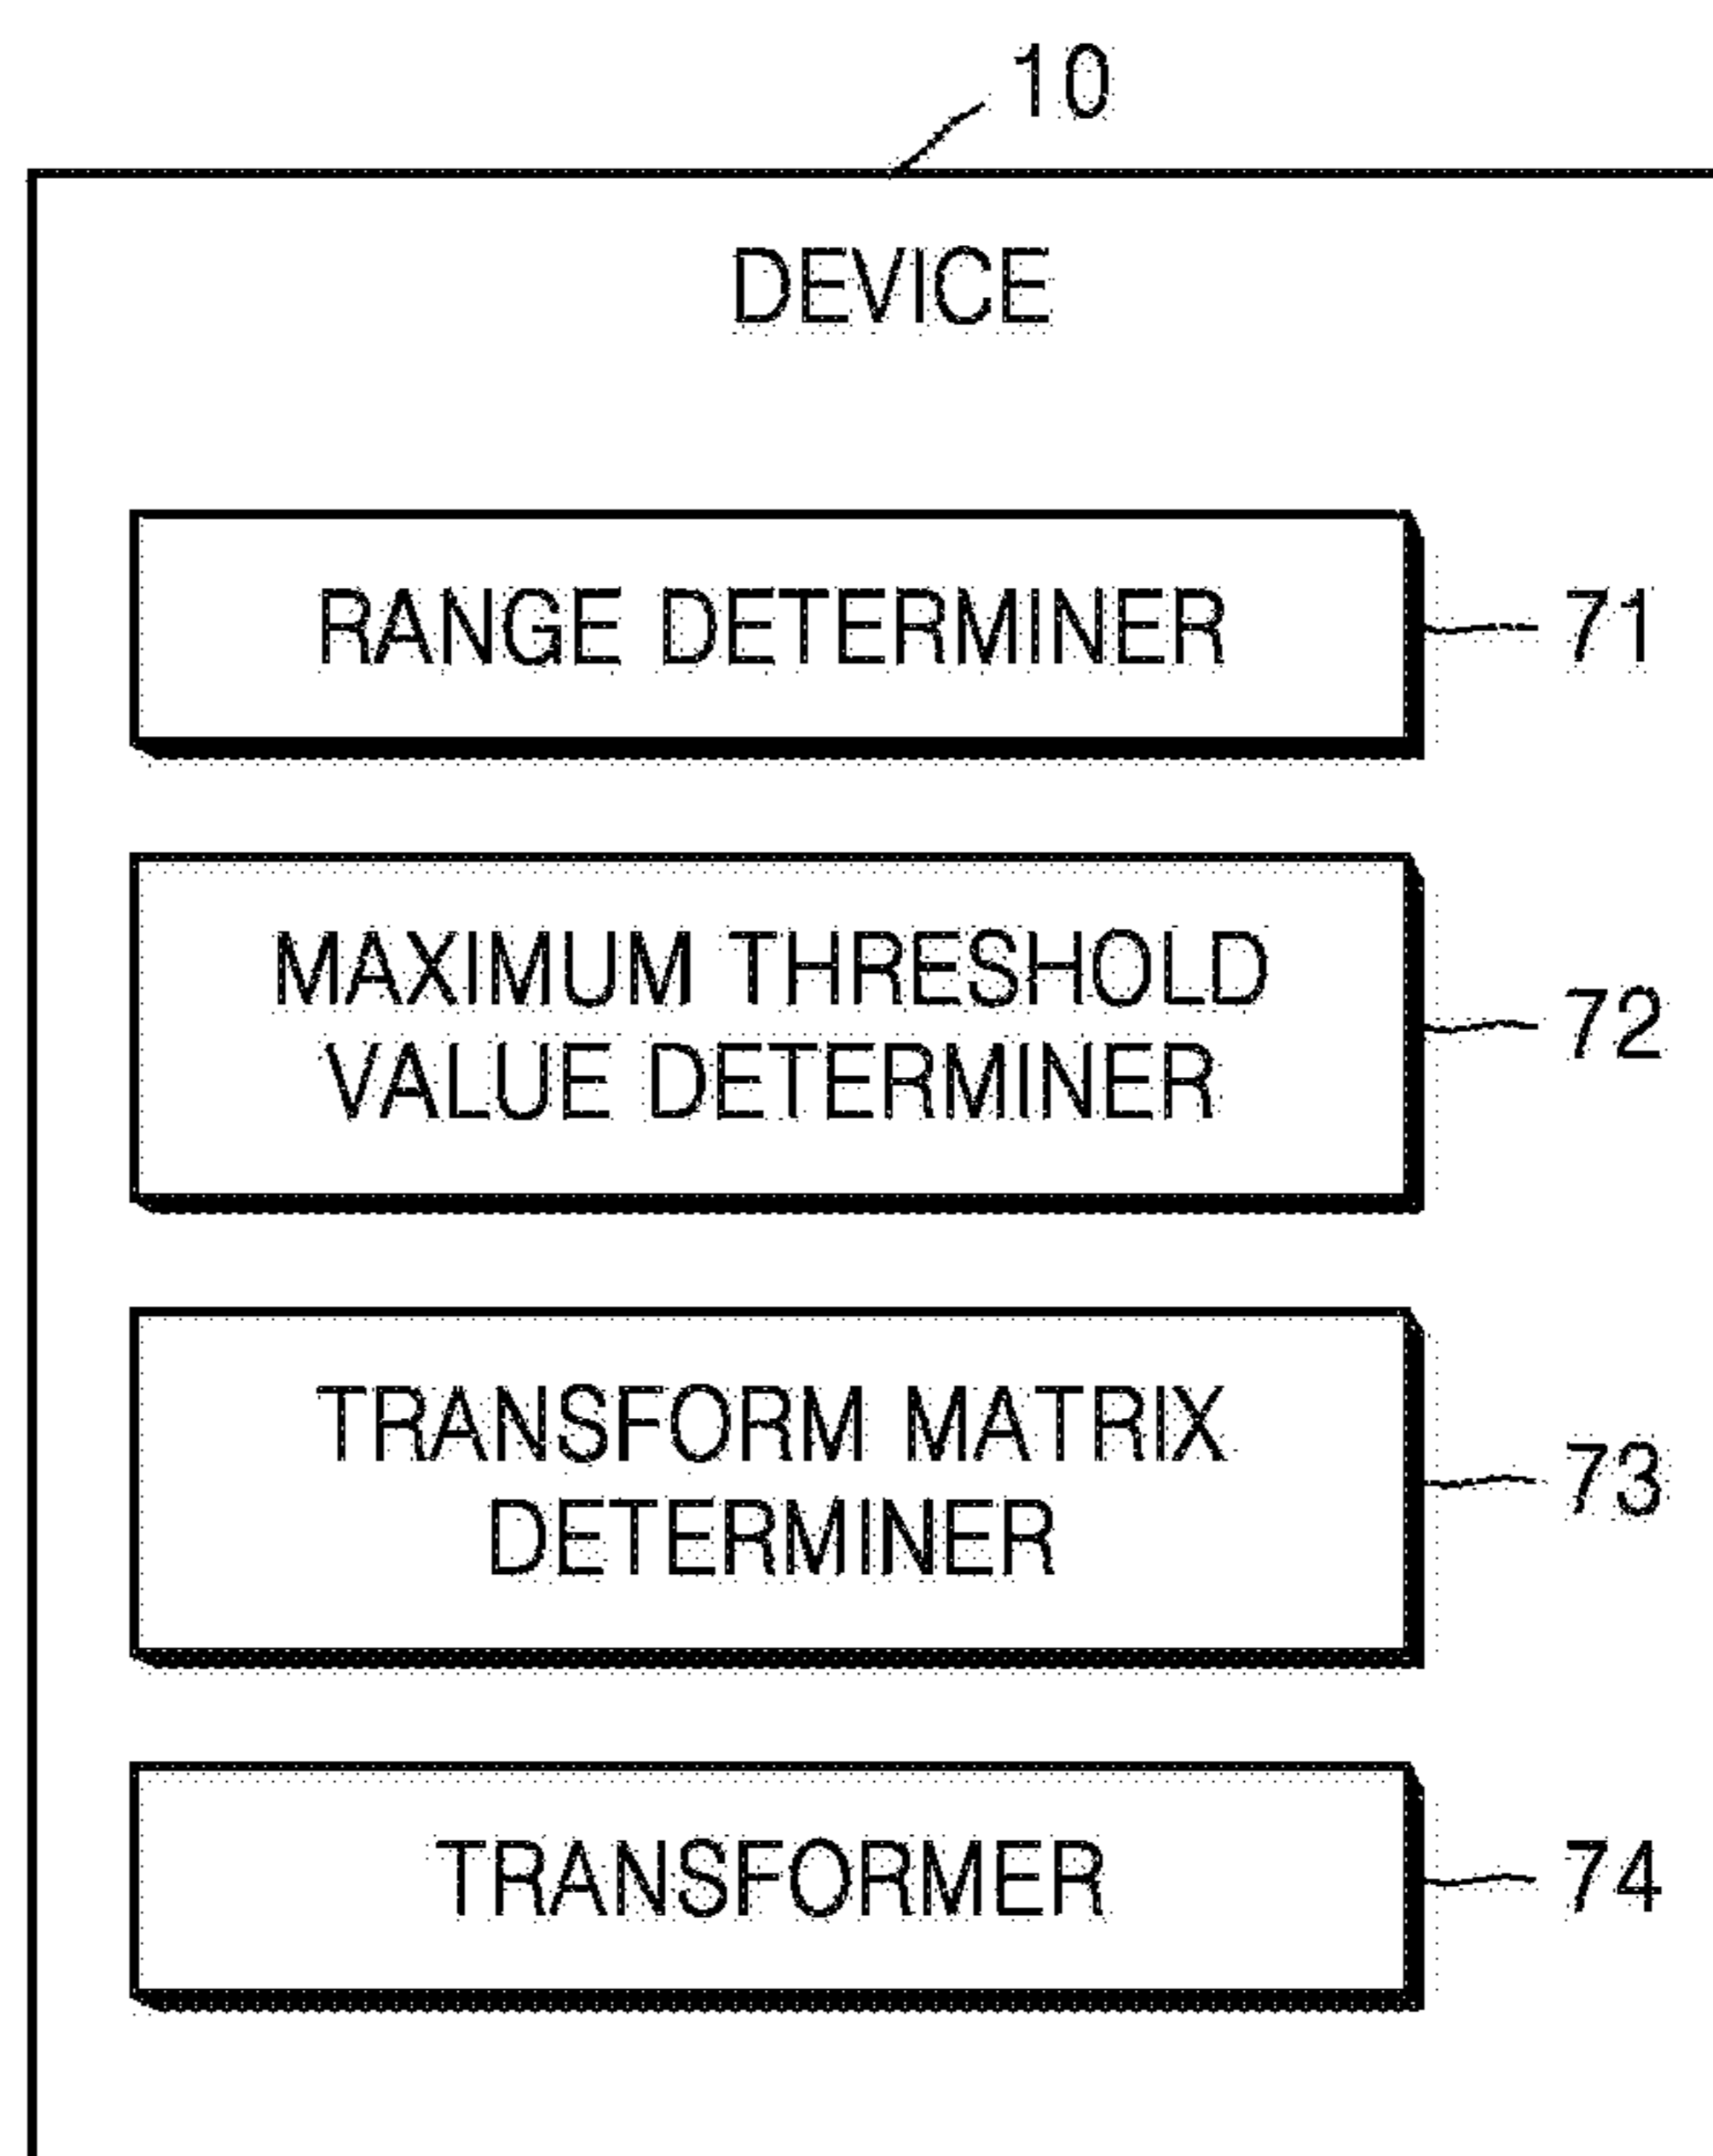 10
DEVICE
RANGE DETERMINER
71
MAXIMUM THRESHOLD
VALUE DETERMINER
72
TRANSFORM MATRIX
DETERMINER
73
TRANSFORMER
74